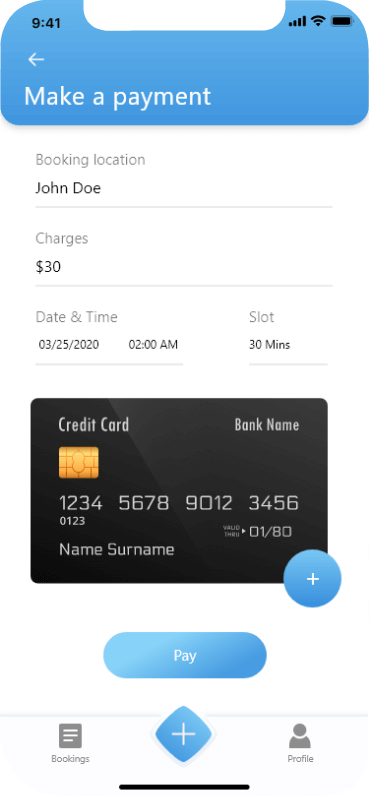 9:41
Make a payment
Booking location
John Doe
Charges
$30
Date & Time Slot
03/25/2020 02:00 AM 30 Mins
Credit Card Bank Name
1234 5678 9012 3456
0123
VALID THRU 01/80
Name Surname
Pay
Bookings Profile